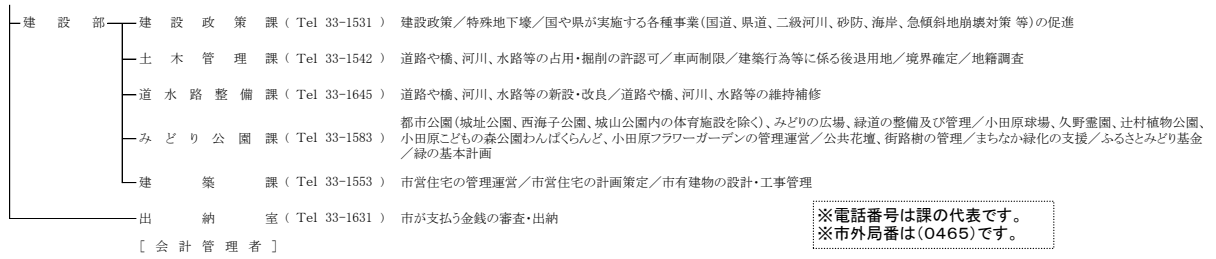 建設部 建設政策課 ( Tel 33-1531 ) 建設政策/特殊地下壕/国や県が実施する各種事業(国道、県道、二級河川、砂防、海岸、急傾斜地崩壊対策 等)の促進
土木管理課 ( Tel 33-1542 ) 道路や橋、河川、水路等の占用・掘削の許認可/車両制限/建築行為等に係る後退用地/境界確定/地籍調査
道水路整備課 ( Tel 33-1645 ) 道路や橋、河川、水路等の新設・改良/道路や橋、河川、水路等の維持補修
みどり公園課 ( Tel 33-1583 ) 都市公園(城址公園、西海子公園、城山公園内の体育施設を除く)、みどりの広場、緑道の整備及び管理/小田原球場、久野霊園、辻村植物公園、
小田原こどもの森公園わんぱくらんど、小田原フラワーガーデンの管理運営/公共花壇、街路樹の管理/まちなか緑化の支援/ふるさとみどり基金
/緑の基本計画
建築課 ( Tel 33-1553 ) 市営住宅の管理運営/市営住宅の計画策定/市有建物の設計・工事管理
出納室 ( Tel 33-1631 ) 市が支払う金銭の審査・出納
[ 会計管理者 ]
※電話番号は課の代表です。
※市外局番は(0465)です。